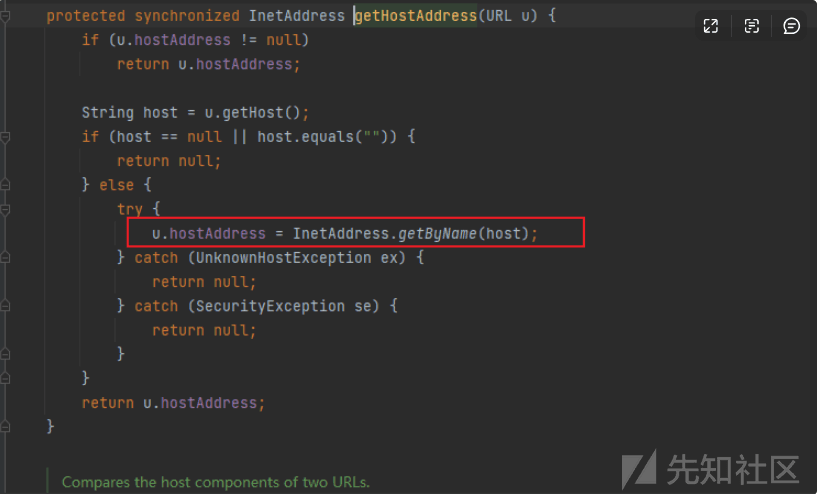 protected synchronized InetAddress getHostAddress(URL u) {
if (u.hostAddress != null)
return u.hostAddress;
String host = u.getHost();
if (host == null || host.equals("")) {
return null;
} else {
try {
u.hostAddress = InetAddress.getByName(host);
} catch (UnknownHostException ex) {
return null;
} catch (SecurityException se) {
return null;
}
}
return u.hostAddress;
}
Compares the host components of two URLs.
先知社区